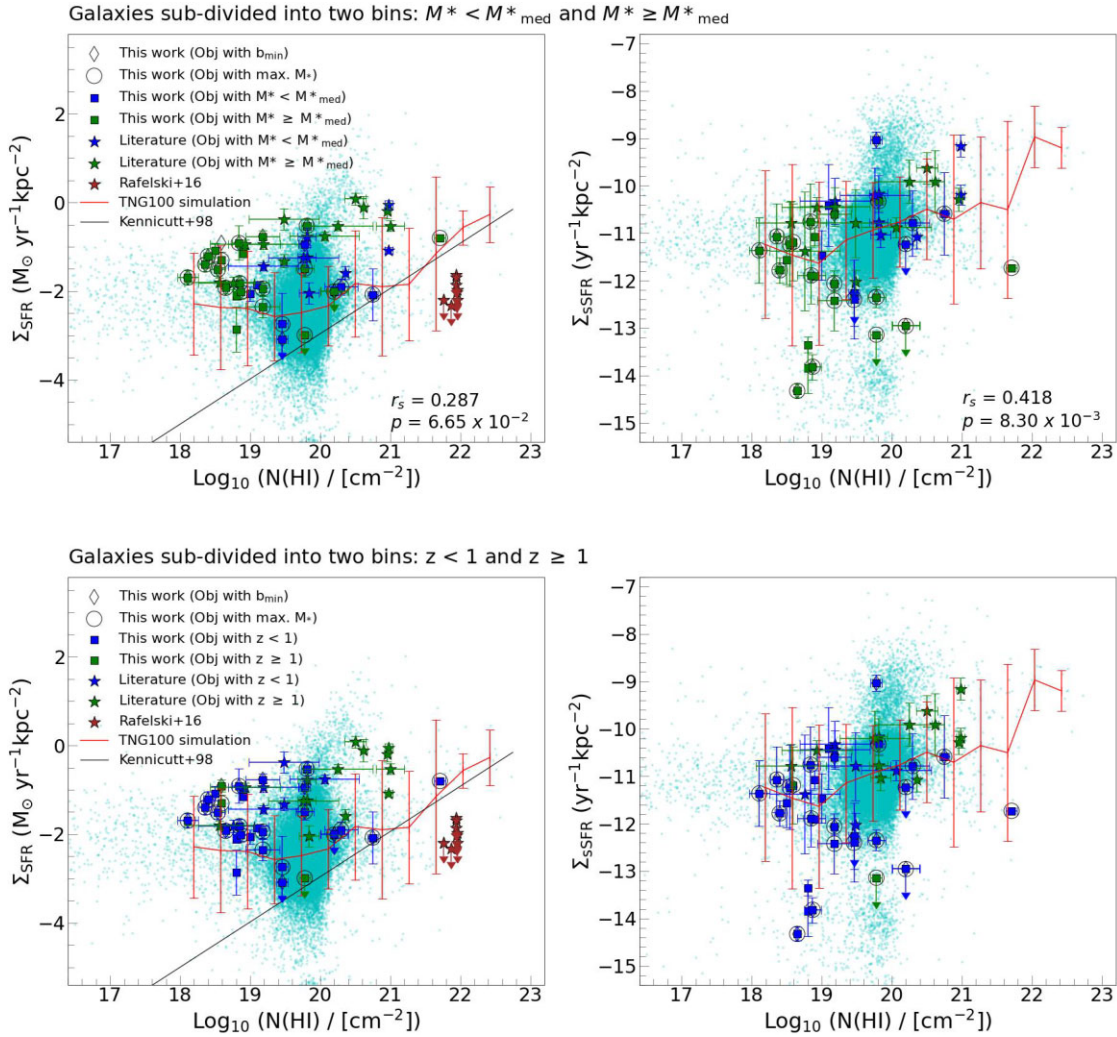 Galaxies sub-divided into two bins: M* < M*med and M* ≥ M*med
This work (Obj with bmin)
This work (Obj with max. M*)
This work (Obj with M* < M*med)
This work (Obj with M* ≥ M*med)
Literature (Obj with M* < M*med)
Literature (Obj with M* ≥ M*med)
Rafelski+16
TNG100 simulation
Kennicutt+98
2
0
−2
−4
ΣSFR (M⊙ yr−1kpc−2)
rs = 0.287
p = 6.65 x 10−2
17 18 19 20 21 22 23
Log10 (N(HI) / [cm−2])
−7
−8
−9
−10
−11
−12
−13
−14
−15
ΣsSFR (yr−1kpc−2)
rs = 0.418
p = 8.30 x 10−3
17 18 19 20 21 22 23
Log10 (N(HI) / [cm−2])
Galaxies sub-divided into two bins: z < 1 and z ≥ 1
This work (Obj with bmin)
This work (Obj with max. M*)
This work (Obj with z < 1)
This work (Obj with z ≥ 1)
Literature (Obj with z < 1)
Literature (Obj with z ≥ 1)
Rafelski+16
TNG100 simulation
Kennicutt+98
2
0
−2
−4
ΣSFR (M⊙ yr−1kpc−2)
17 18 19 20 21 22 23
Log10 (N(HI) / [cm−2])
−7
−8
−9
−10
−11
−12
−13
−14
−15
ΣsSFR (yr−1kpc−2)
17 18 19 20 21 22 23
Log10 (N(HI) / [cm−2])